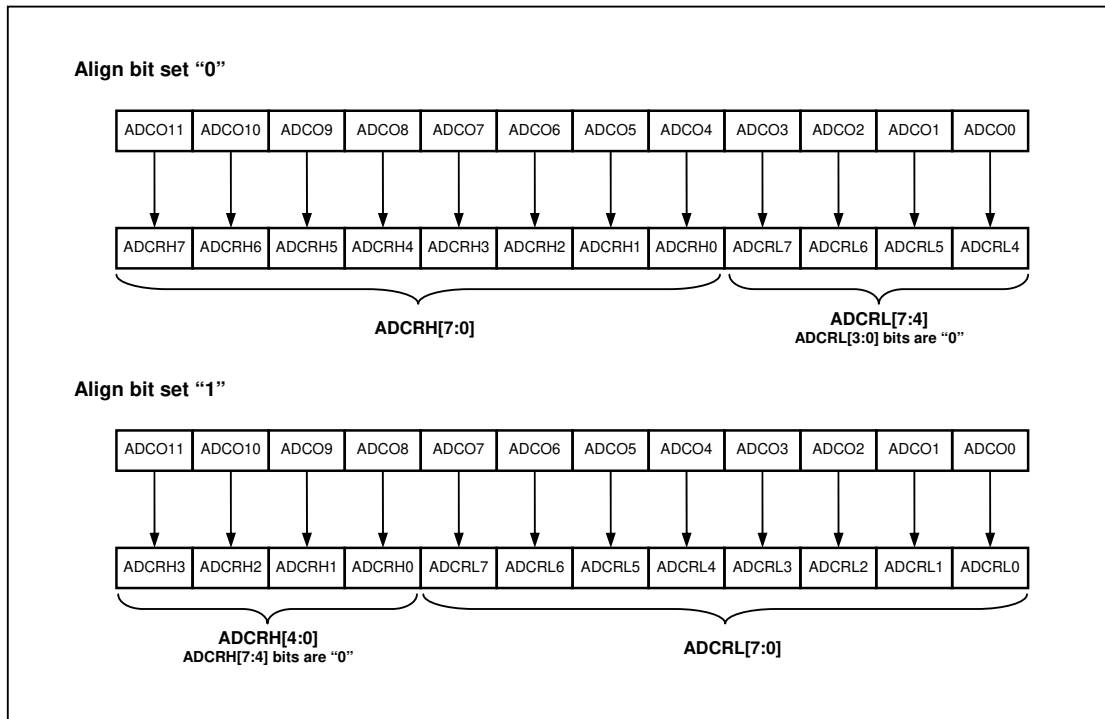 Align bit set “0”
ADCO11 ADCO10 ADCO9 ADCO8 ADCO7 ADCO6 ADCO5 ADCO4 ADCO3 ADCO2 ADCO1 ADCO0
ADCRH7 ADCRH6 ADCRH5 ADCRH4 ADCRH3 ADCRH2 ADCRH1 ADCRH0 ADCRL7 ADCRL6 ADCRL5 ADCRL4
ADCRH[7:0]
ADCRL[7:4]
ADCRL[3:0] bits are “0”
Align bit set “1”
ADCO11 ADCO10 ADCO9 ADCO8 ADCO7 ADCO6 ADCO5 ADCO4 ADCO3 ADCO2 ADCO1 ADCO0
ADCRH3 ADCRH2 ADCRH1 ADCRH0 ADCRL7 ADCRL6 ADCRL5 ADCRL4 ADCRL3 ADCRL2 ADCRL1 ADCRL0
ADCRH[4:0]
ADCRH[7:4] bits are “0”
ADCRL[7:0]